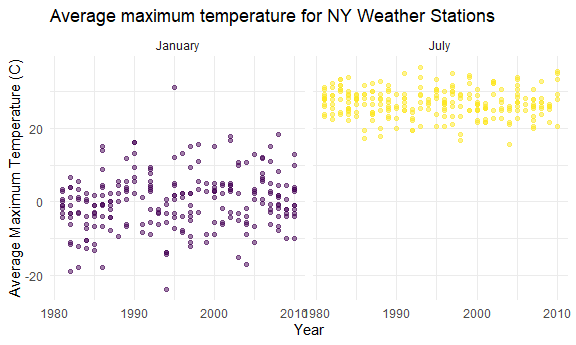 Average maximum temperature for NY Weather Stations
January July
Average Maximum Temperature (C)
20
0
-20
1980 1990 2000 2010 1980 1990 2000 2010
Year